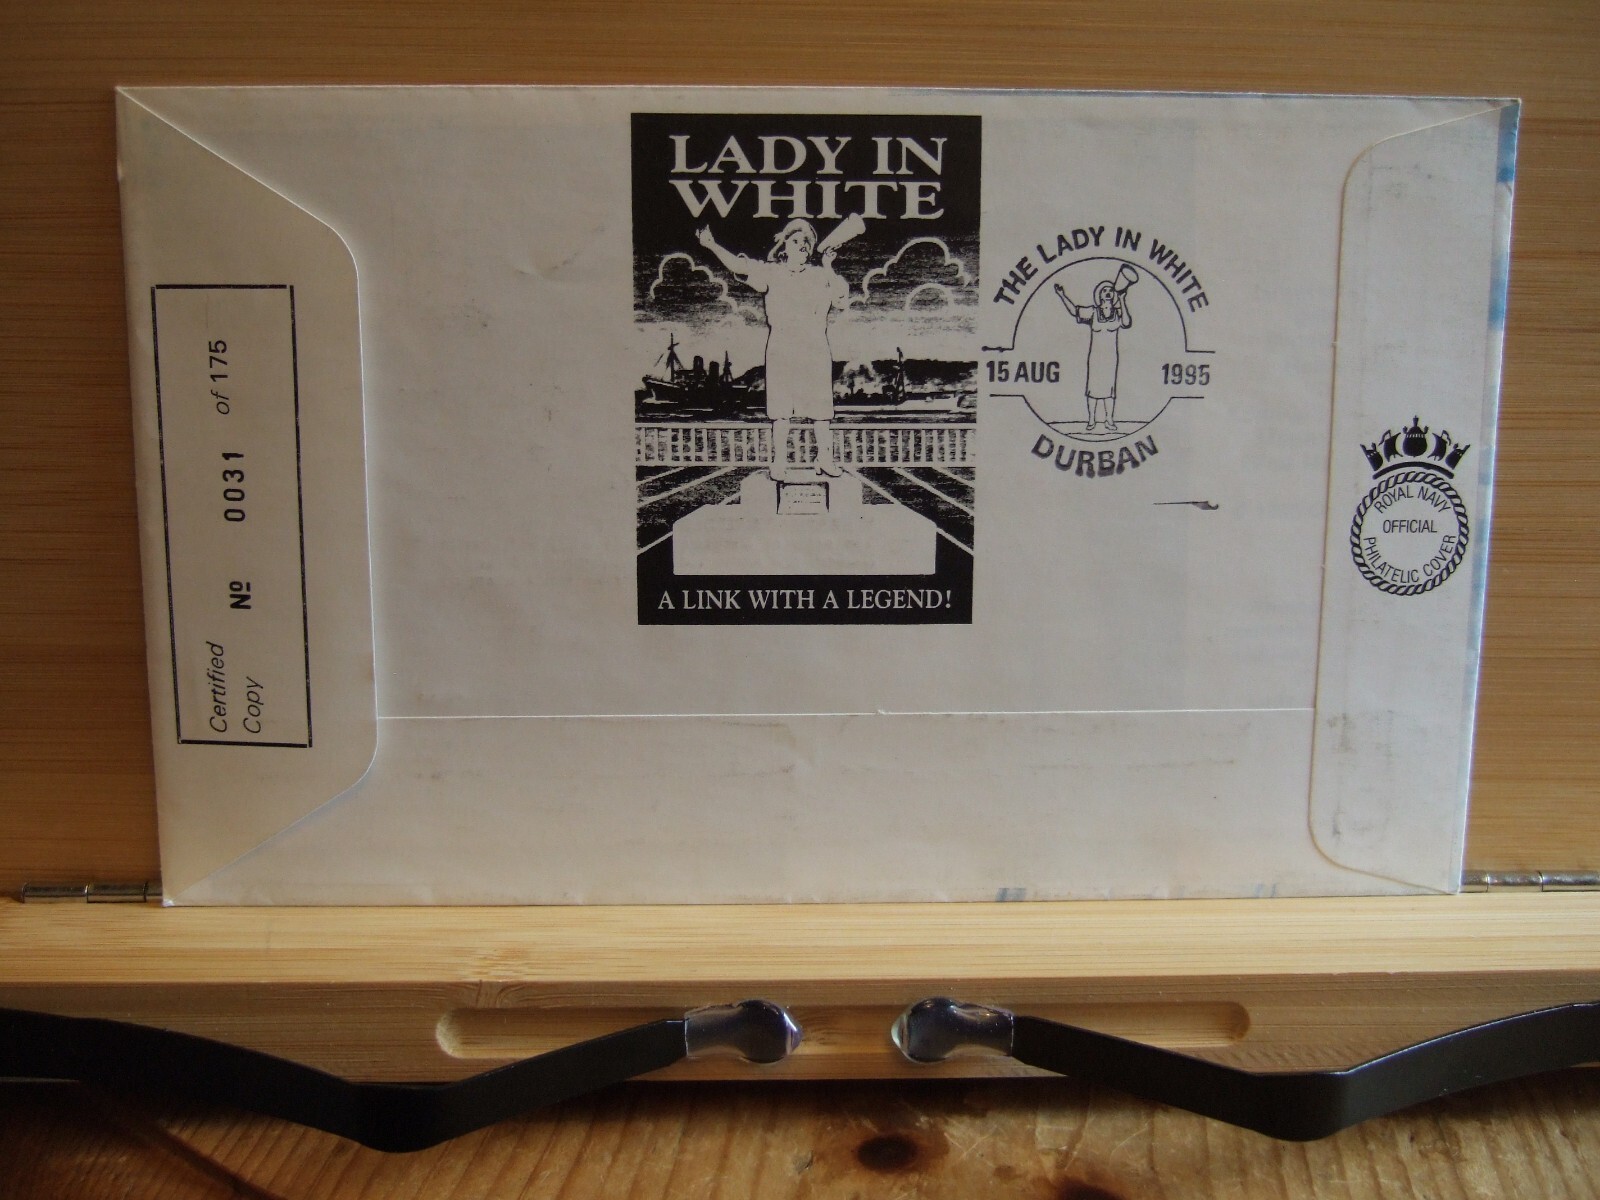 LADY IN
WHITE
A LINK WITH A LEGEND!
THE LADY IN WHITE
15 AUG 1995
DURBAN
Certified
Copy
Nº 0031 of 175
ROYAL NAVY
OFFICIAL
PHILATELIC COVER